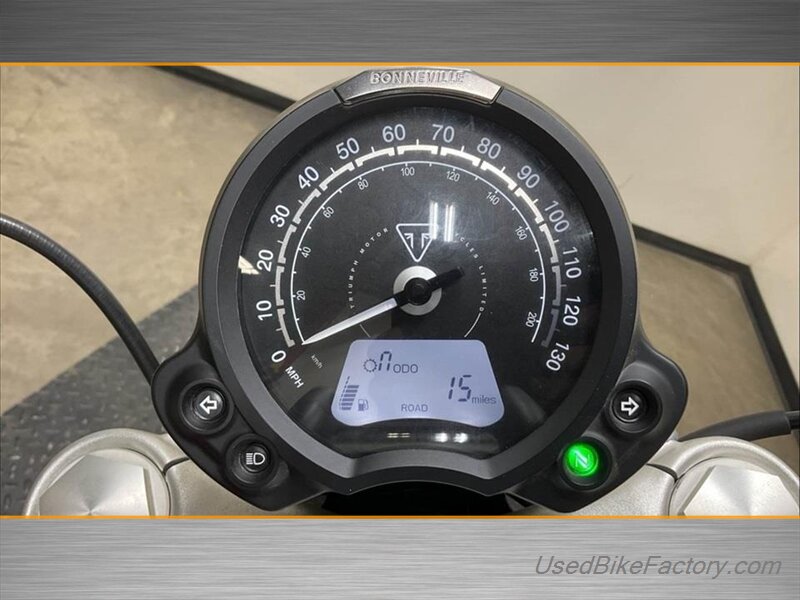 BONNEVILLE
0 10 20 30 40 50 60 70 80 90 100 110 120 130
MPH
20 40 60 80 100 120 140 160 180 200
km/h
TRIUMPH MOTOR CYCLES LIMITED
n ODO
ROAD 15 miles
N
UsedBikeFactory.com